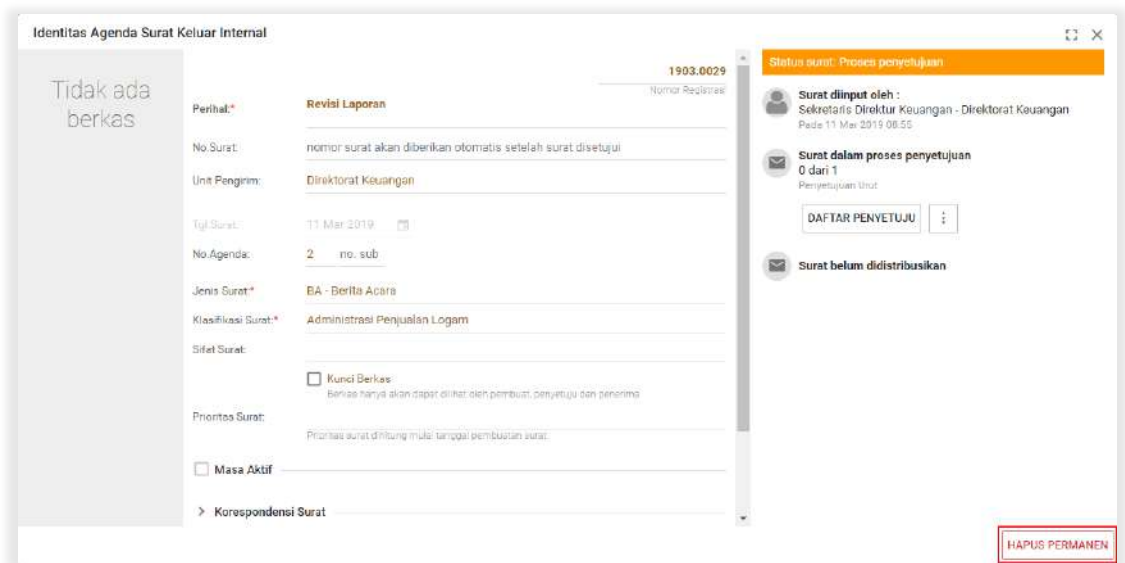 Identitas Agenda Surat Keluar Internal
Tidak ada
berkas
1903.0029
Nomor Registrasi
Perihal:*
Revisi Laporan
No.Surat:
nomor surat akan diberikan otomatis setelah surat disetujui
Unit Pengirim:
Direktorat Keuangan
Tgl.Surat:
11 Mar 2019
No.Agenda:
2 no. sub
Jenis Surat:*
BA - Berita Acara
Klasifikasi Surat:*
Administrasi Penjualan Logam
Sifat Surat:
Kunci Berkas
Berkas hanya akan dapat dilihat oleh pembuat, penyetuju dan penerima
Prioritas Surat:
Prioritas surat dihitung mulai tanggal pembuatan surat
Masa Aktif
Korespondensi Surat
Status surat: Proses penyetujuan
Surat diinput oleh :
Sekretaris Direktur Keuangan - Direktorat Keuangan
Pada 11 Mar 2019 06:55
Surat dalam proses penyetujuan
0 dari 1
Penyetujuan Urut
DAFTAR PENYETUJU
Surat belum didistribusikan
HAPUS PERMANEN